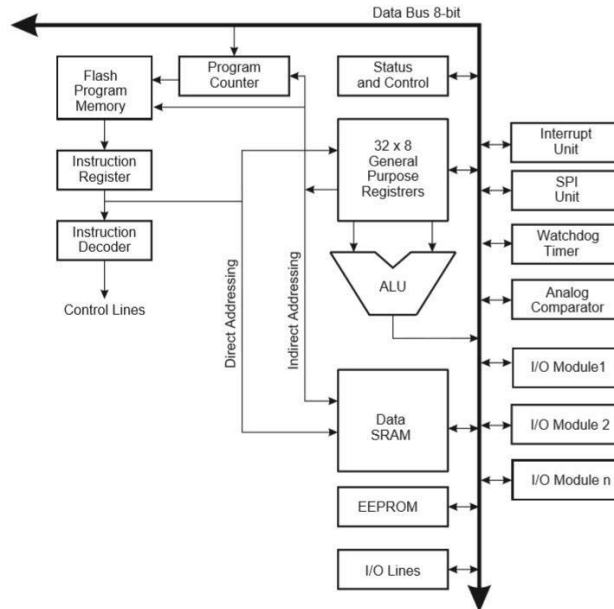 Data Bus 8-bit
Flash
Program
Memory
Program
Counter
Status
and Control
32 x 8
General
Purpose
Registrers
Interrupt
Unit
Instruction
Register
SPI
Unit
Instruction
Decoder
Watchdog
Timer
ALU
Analog
Comparator
Control Lines
Direct Addressing
Indirect Addressing
I/O Module1
Data
SRAM
I/O Module 2
I/O Module n
EEPROM
I/O Lines